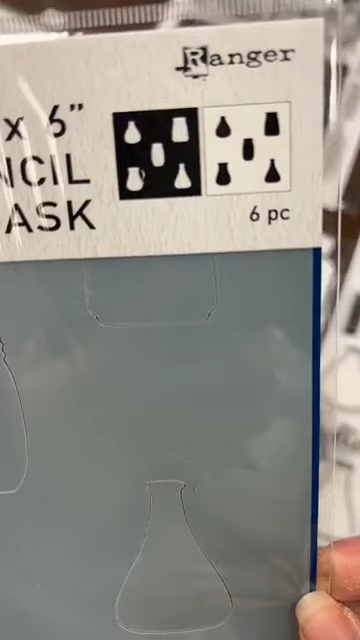 Ranger
x 6"
NCIL
ASK
6 pc